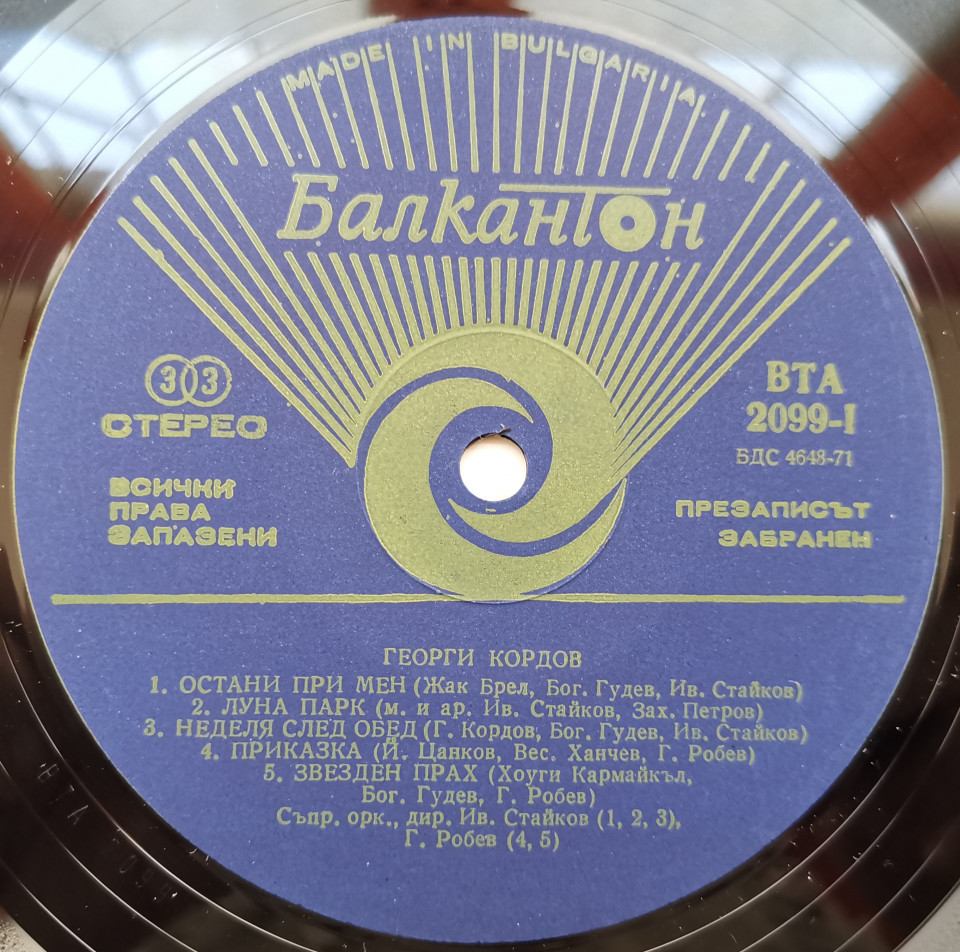 MADE IN BULGARIA
БалканТон
33
СТЕРЕО
ВСИЧКИ
ПРАВА
ЗАПАЗЕНИ
ВТА
2099-I
БДС 4648-71
ПРЕЗАПИСЪТ
ЗАБРАНЕН
ГЕОРГИ КОРДОВ
1. ОСТАНИ ПРИ МЕН (Жак Брел, Бог. Гудев, Ив. Стайков)
2. ЛУНА ПАРК (м. и ар. Ив. Стайков, Зах. Петров)
3. НЕДЕЛЯ СЛЕД ОБЕД (Г. Кордов, Бог. Гудев, Ив. Стайков)
4. ПРИКАЗКА (Й. Цанков, Вес. Ханчев, Г. Робев)
5. ЗВЕЗДЕН ПРАХ (Хоуги Кармайкъл,
Бог. Гудев, Г. Робев)
Съпр. орк., дир. Ив. Стайков (1, 2, 3),
Г. Робев (4, 5)